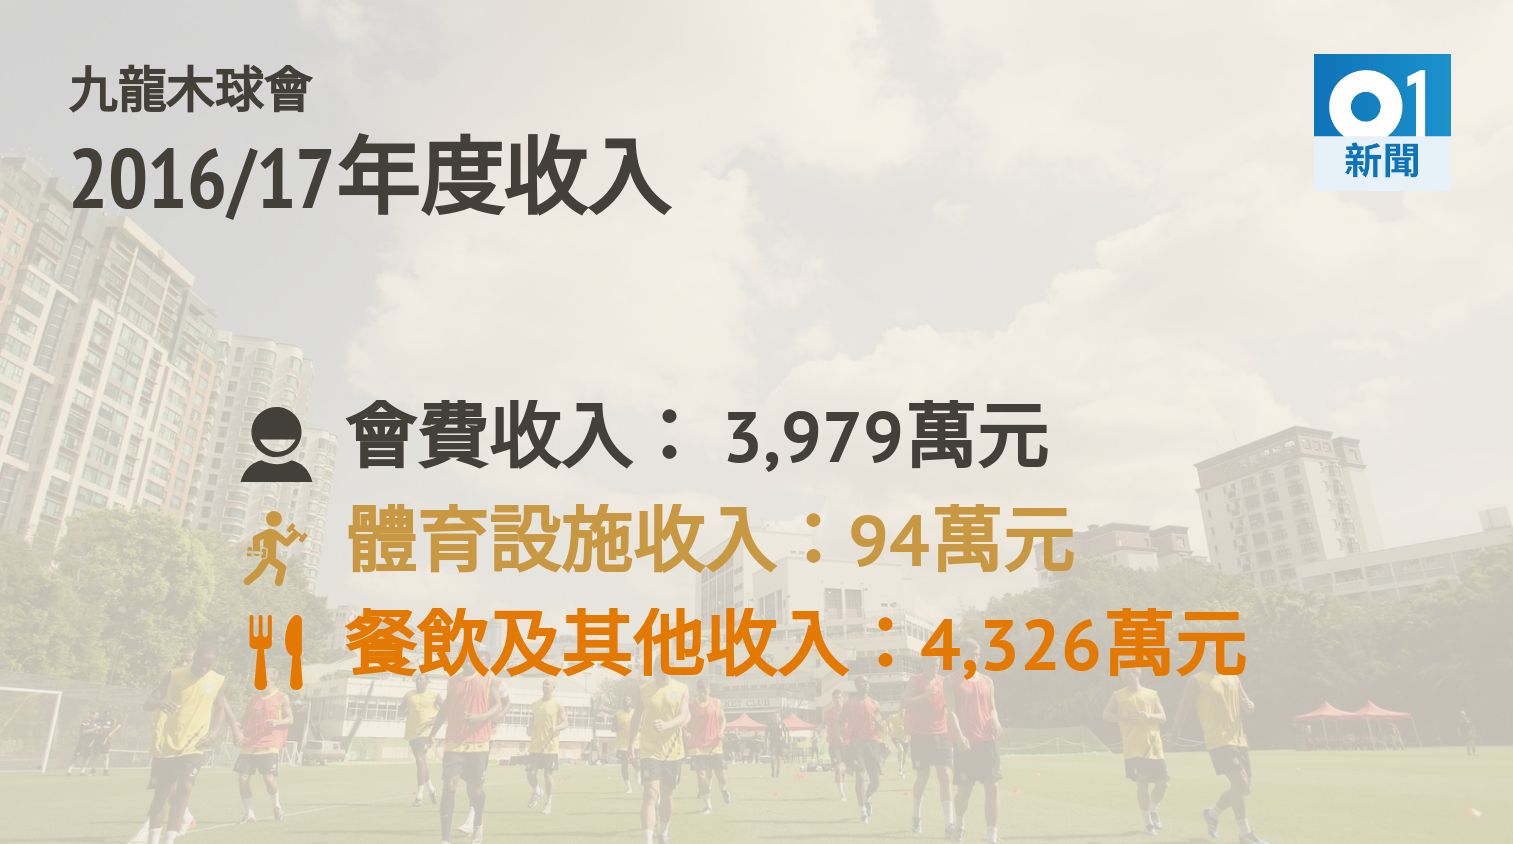 九龍木球會
2016/17年度收入
01
新聞
會費收入： 3,979萬元
體育設施收入：94萬元
餐飲及其他收入：4,326萬元